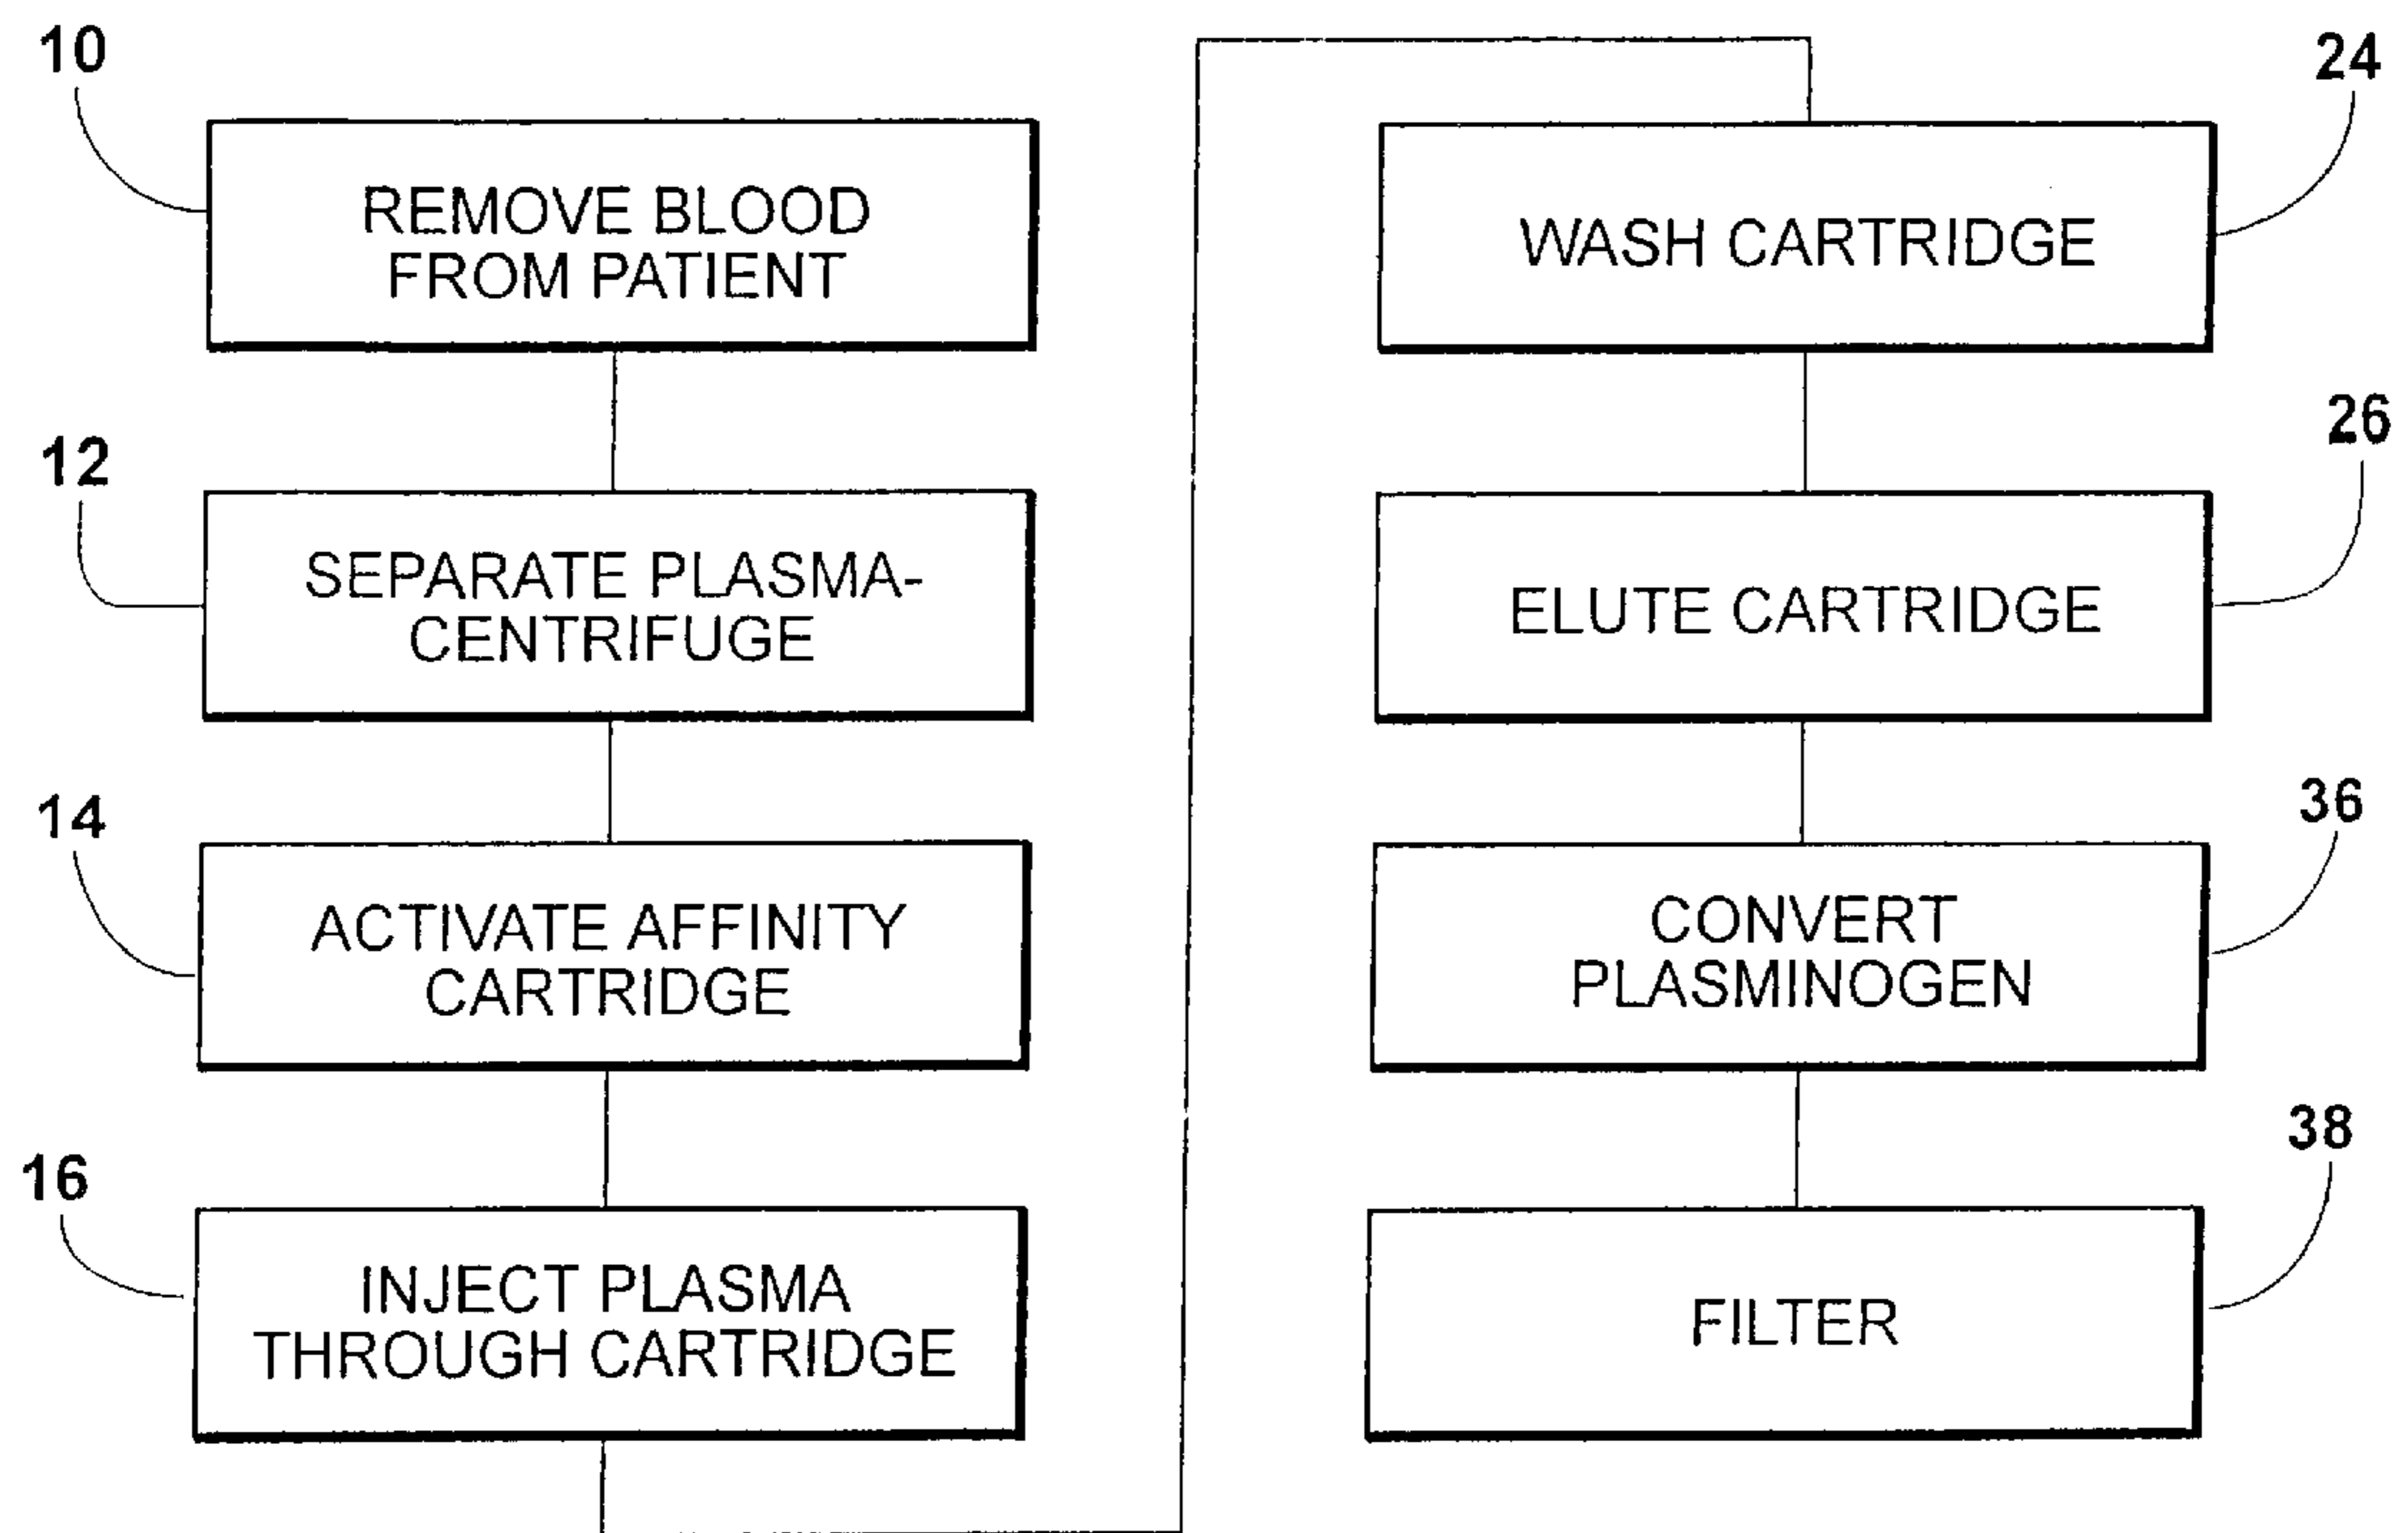 10
REMOVE BLOOD
FROM PATIENT
12
SEPARATE PLASMA-
CENTRIFUGE
14
ACTIVATE AFFINITY
CARTRIDGE
16
INJECT PLASMA
THROUGH CARTRIDGE
24
WASH CARTRIDGE
26
ELUTE CARTRIDGE
36
CONVERT
PLASMINOGEN
38
FILTER